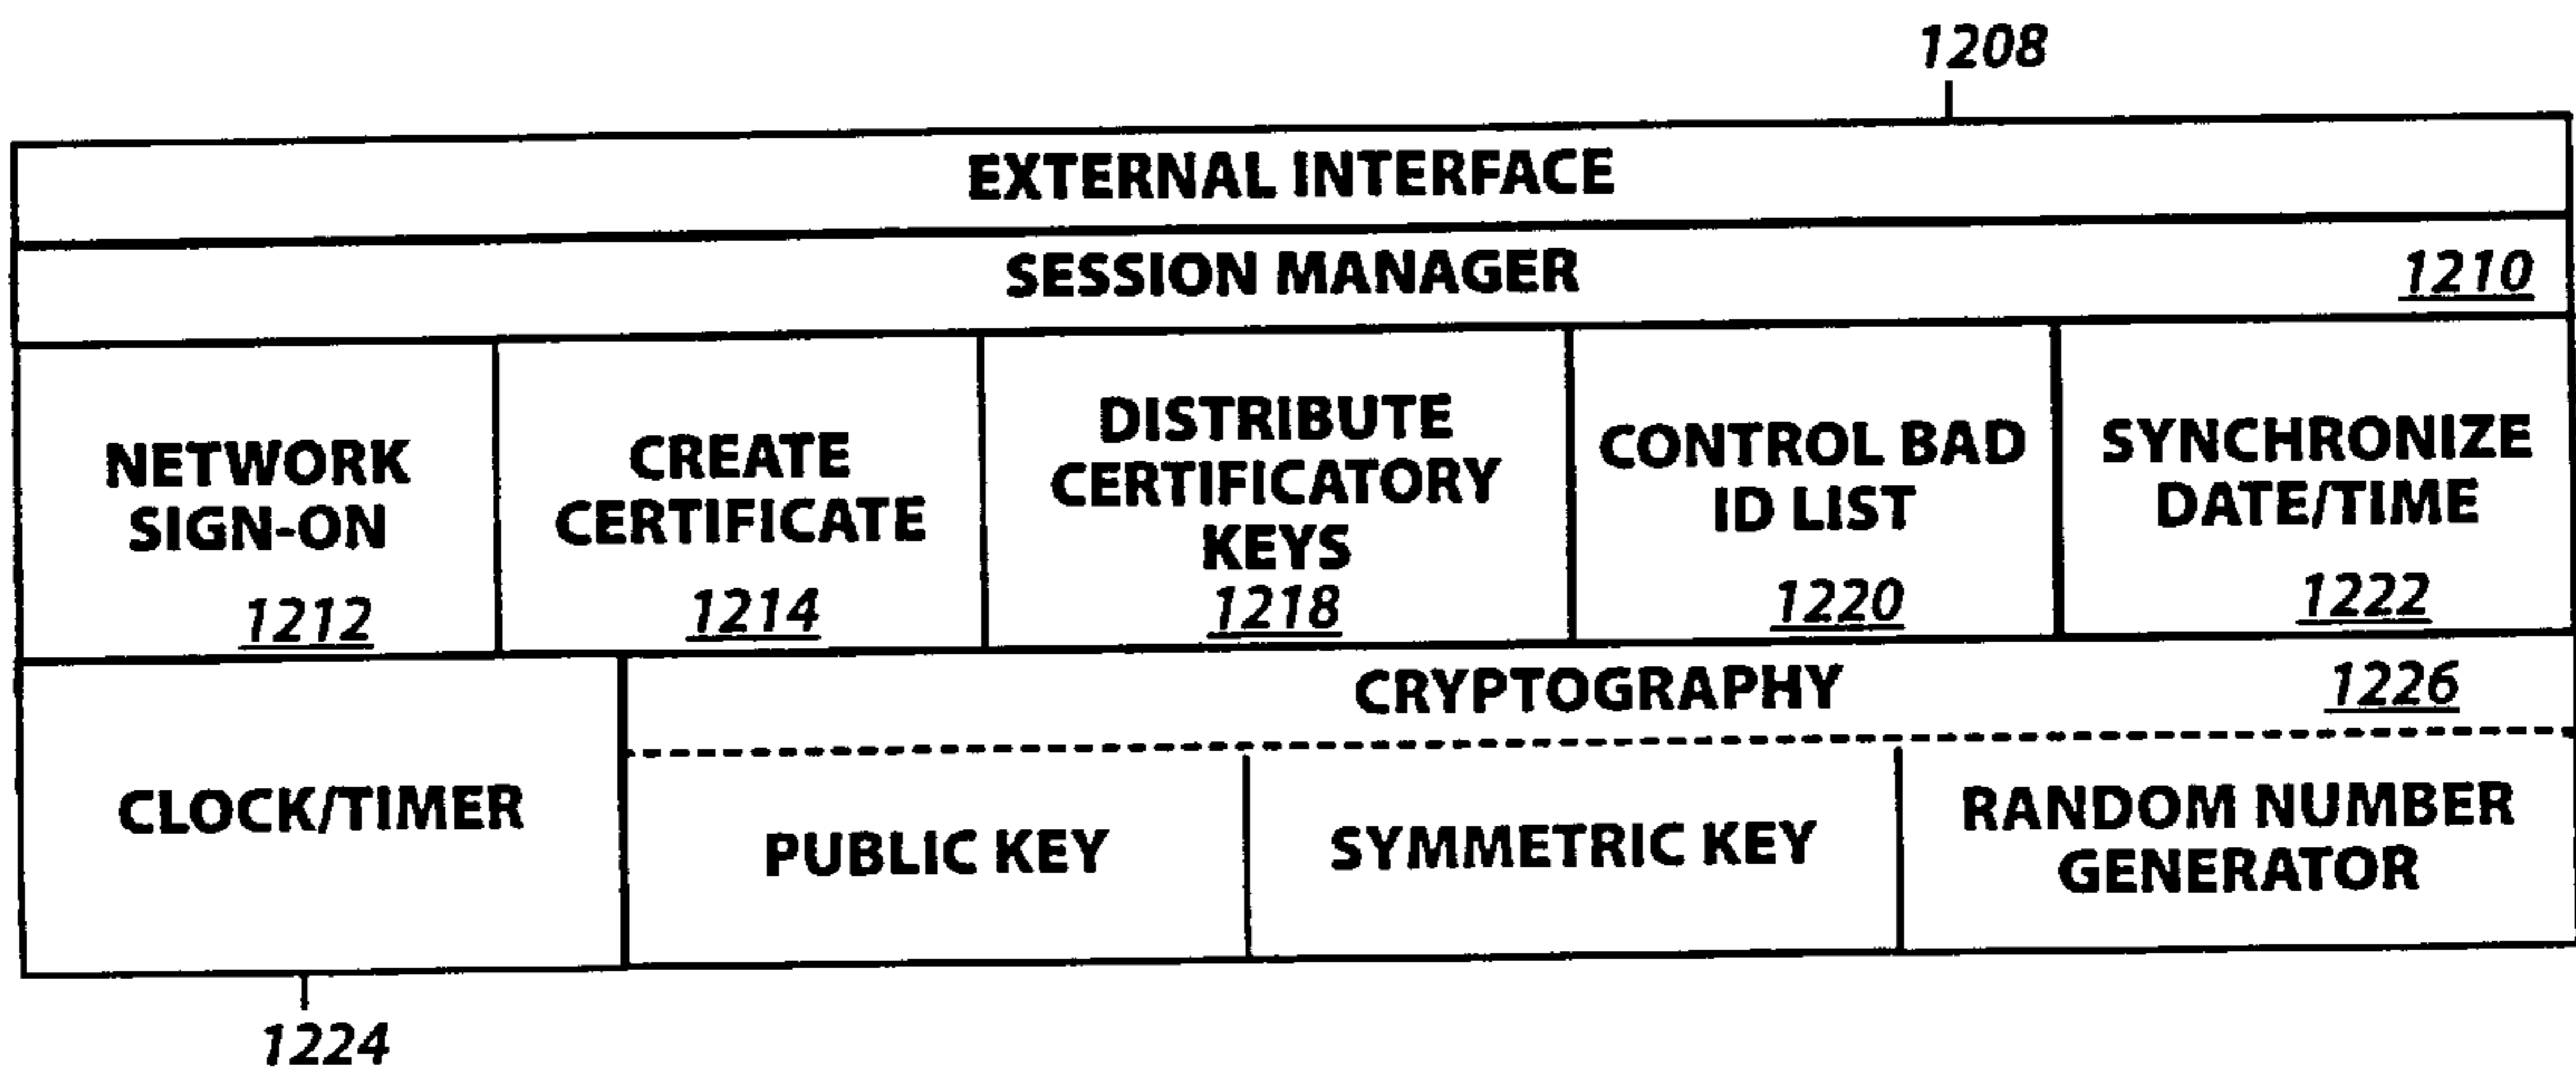 1208
EXTERNAL INTERFACE
SESSION MANAGER
1210
NETWORK
SIGN-ON
1212
CREATE
CERTIFICATE
1214
DISTRIBUTE
CERTIFICATORY
KEYS
1218
CONTROL BAD
ID LIST
1220
SYNCHRONIZE
DATE/TIME
1222
CLOCK/TIMER
1224
CRYPTOGRAPHY
1226
PUBLIC KEY
SYMMETRIC KEY
RANDOM NUMBER
GENERATOR